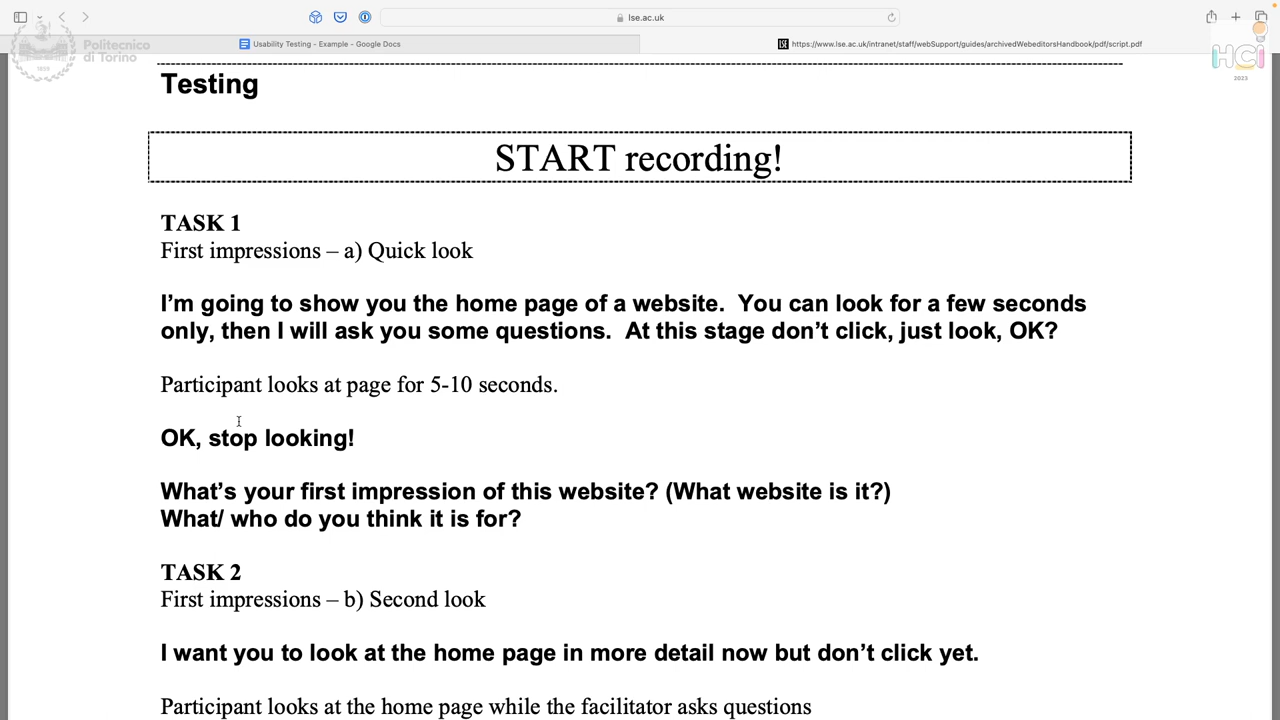 lse.ac.uk
Politecnico
di Torino
1859
Usability Testing - Example - Google Docs
LSE https://www.lse.ac.uk/intranet/staff/webSupport/guides/archivedWebeditorsHandbook/pdf/script.pdf
HCI
2023
Testing
START recording!
TASK 1
First impressions – a) Quick look
I'm going to show you the home page of a website. You can look for a few seconds
only, then I will ask you some questions. At this stage don't click, just look, OK?
Participant looks at page for 5-10 seconds.
OK, stop looking!
What's your first impression of this website? (What website is it?)
What/ who do you think it is for?
TASK 2
First impressions – b) Second look
I want you to look at the home page in more detail now but don't click yet.
Participant looks at the home page while the facilitator asks questions